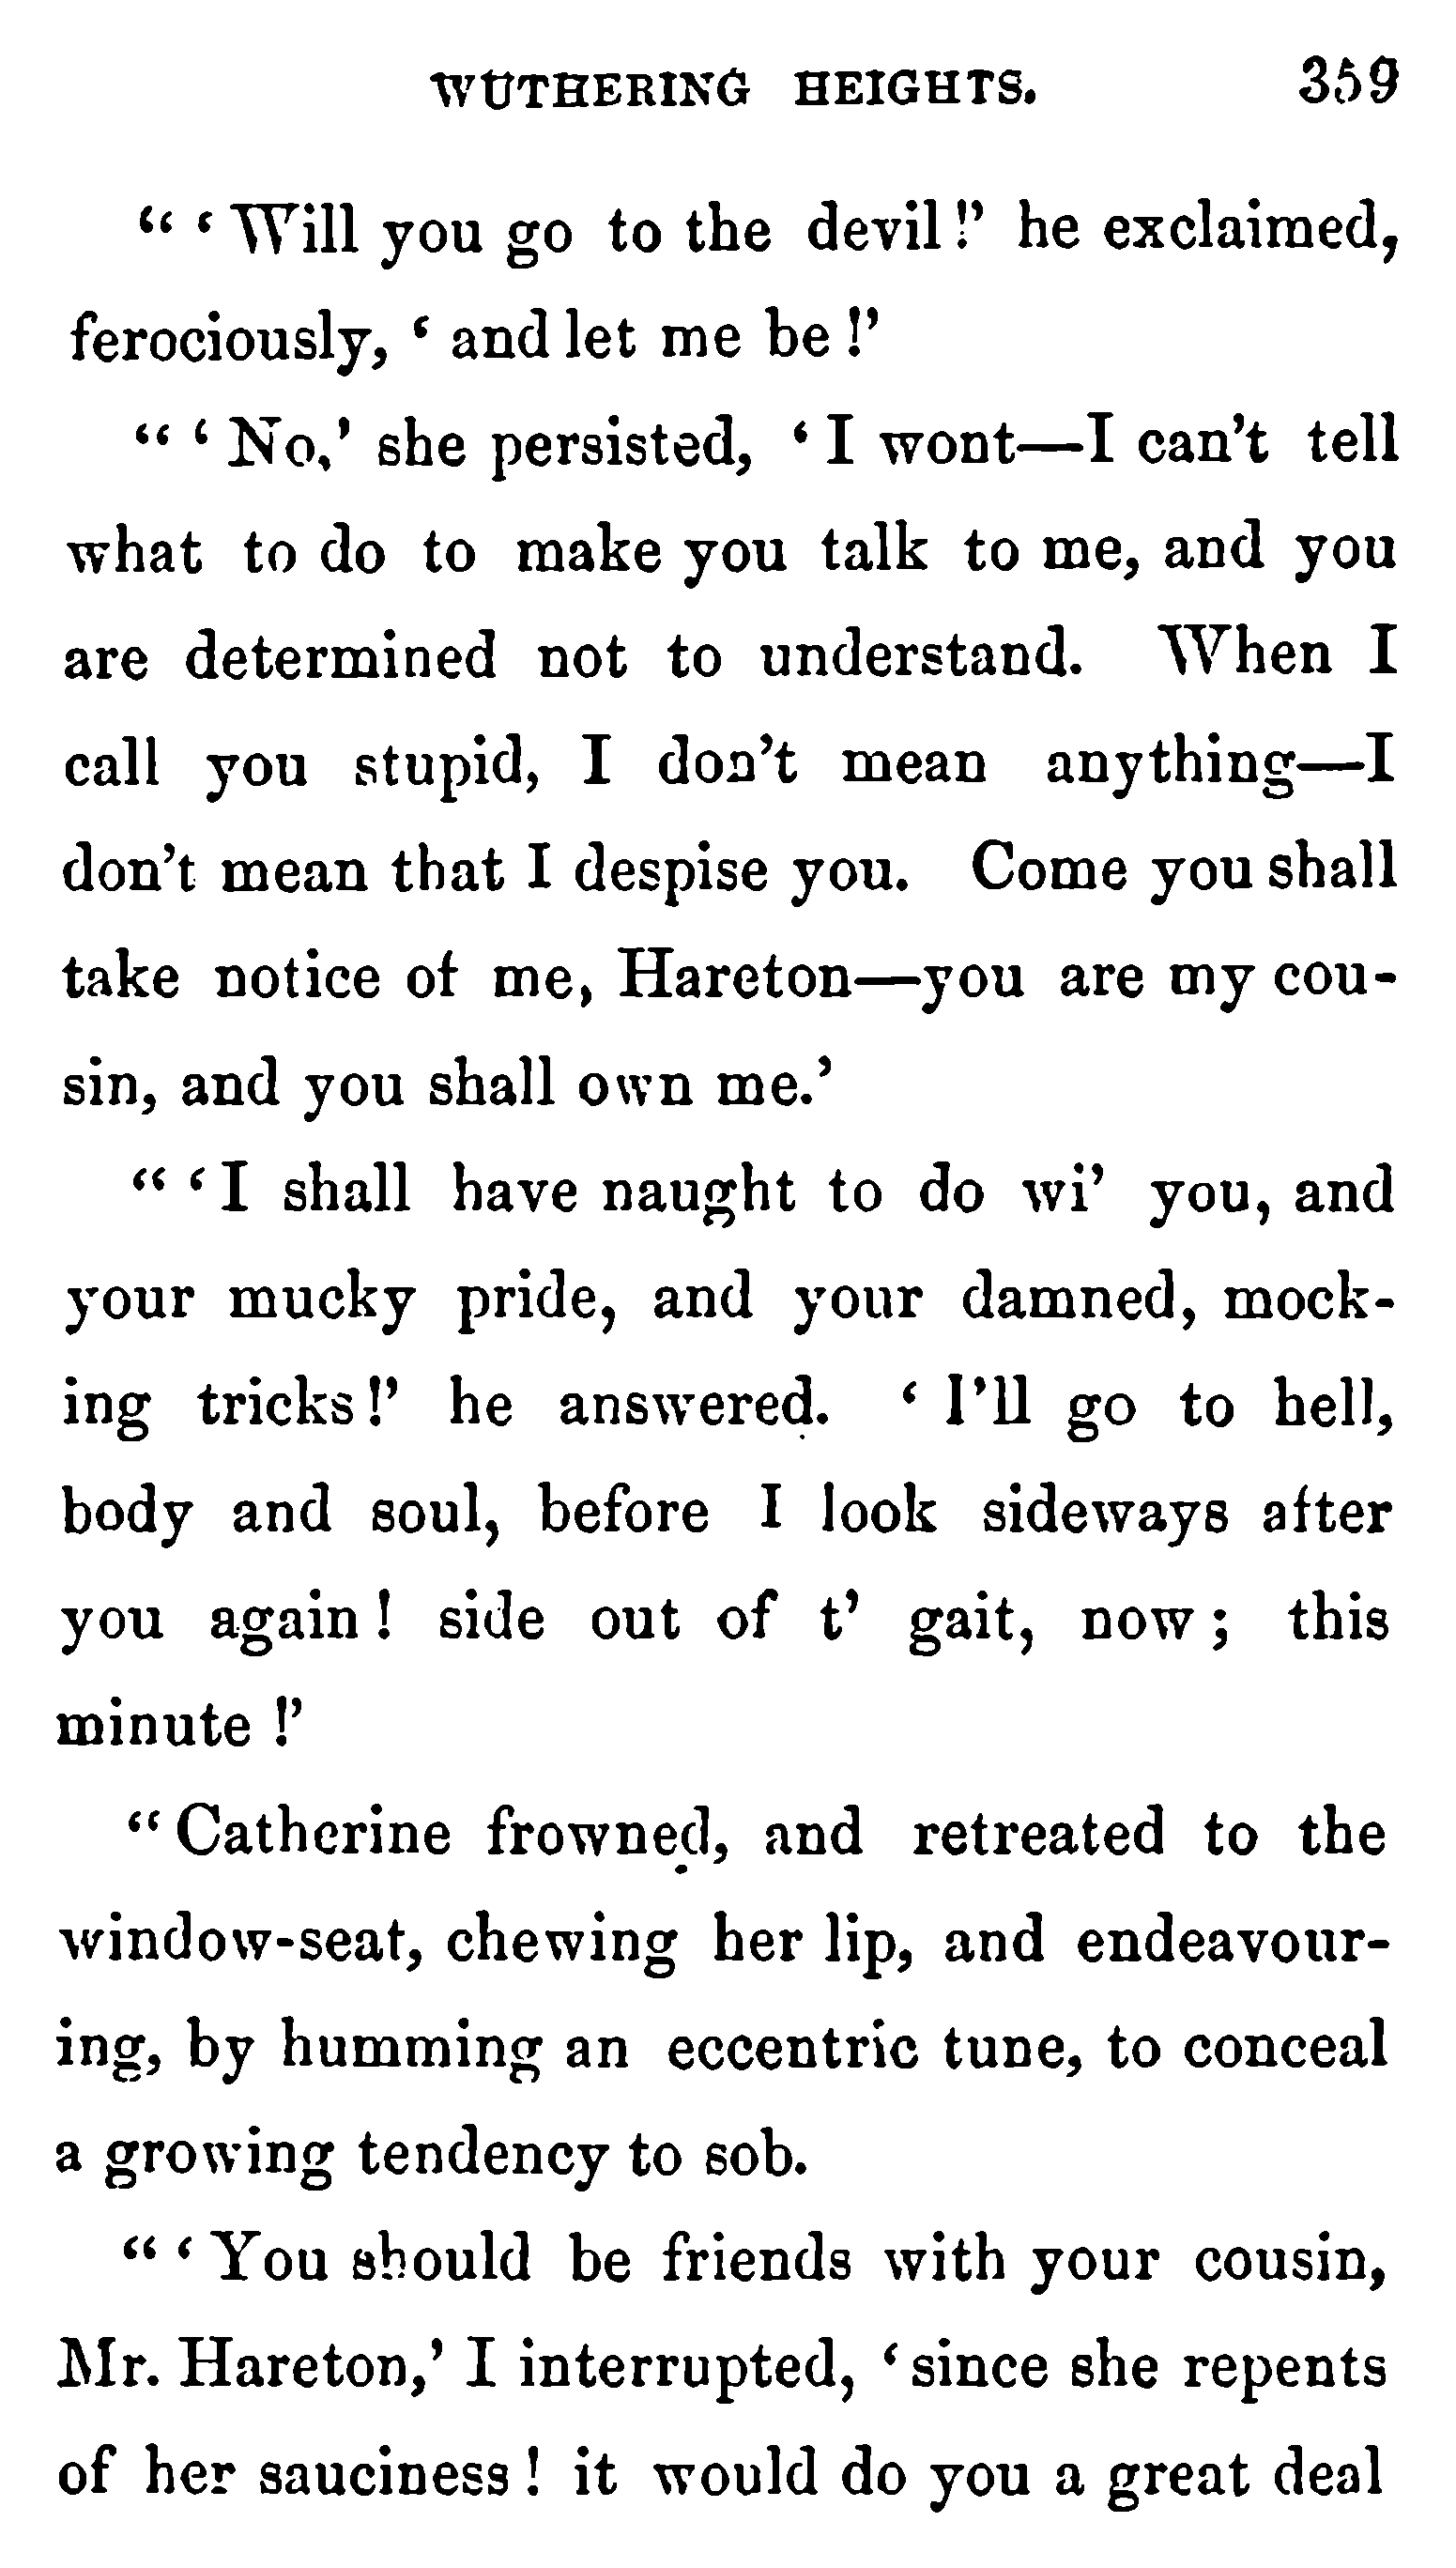 WUTHERING HEIGHTS. 359
“ ‘ Will you go to the devil!’ he exclaimed,
ferociously, ‘ and let me be !’
“ ‘ No,’ she persisted, ‘ I wont—I can’t tell
what to do to make you talk to me, and you
are determined not to understand. When I
call you stupid, I don’t mean anything—I
don’t mean that I despise you. Come you shall
take notice of me, Hareton—you are my cou-
sin, and you shall own me.’
“ ‘ I shall have naught to do wi’ you, and
your mucky pride, and your damned, mock-
ing tricks!’ he answered. ‘ I’ll go to hell,
body and soul, before I look sideways after
you again! side out of t’ gait, now; this
minute !’
“ Catherine frowned, and retreated to the
window-seat, chewing her lip, and endeavour-
ing, by humming an eccentric tune, to conceal
a growing tendency to sob.
“ ‘ You should be friends with your cousin,
Mr. Hareton,’ I interrupted, ‘ since she repents
of her sauciness! it would do you a great deal